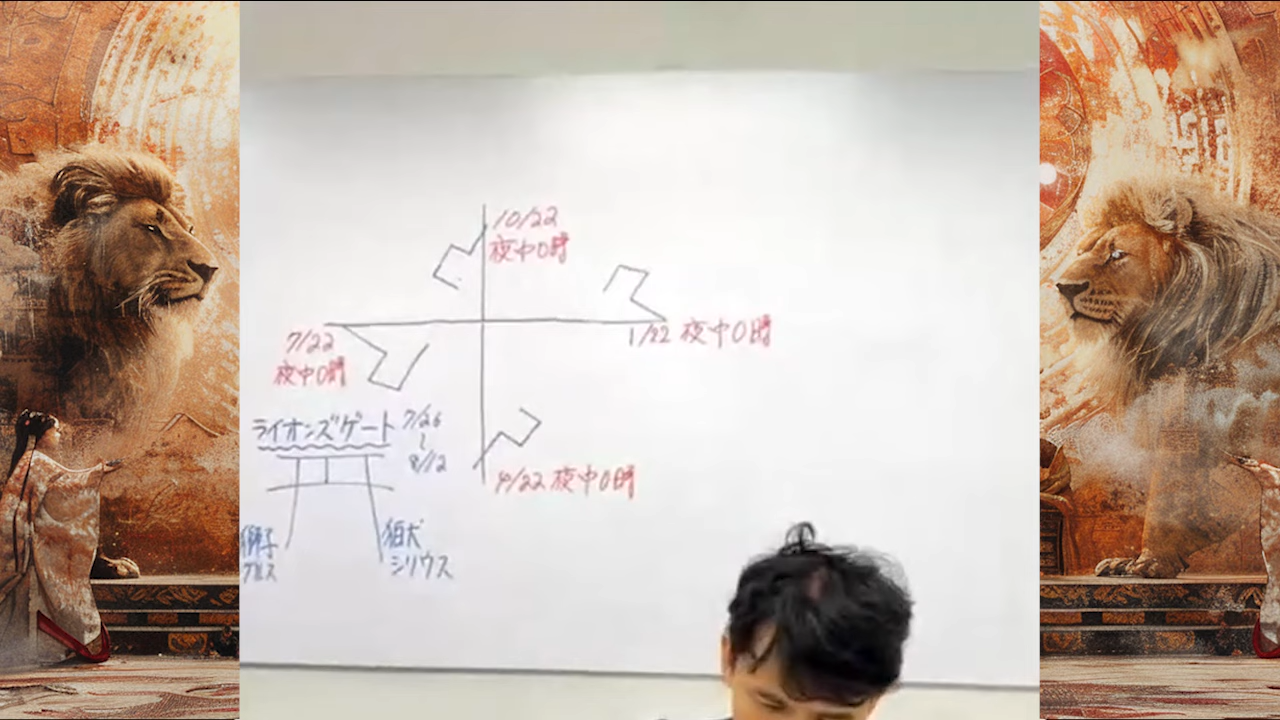 10/22
夜中0時
1/22 夜中0時
7/22
夜中0時
ライオンズゲート
7/26
〜
8/12
4/22 夜中0時
獅子
狛犬
シリウス